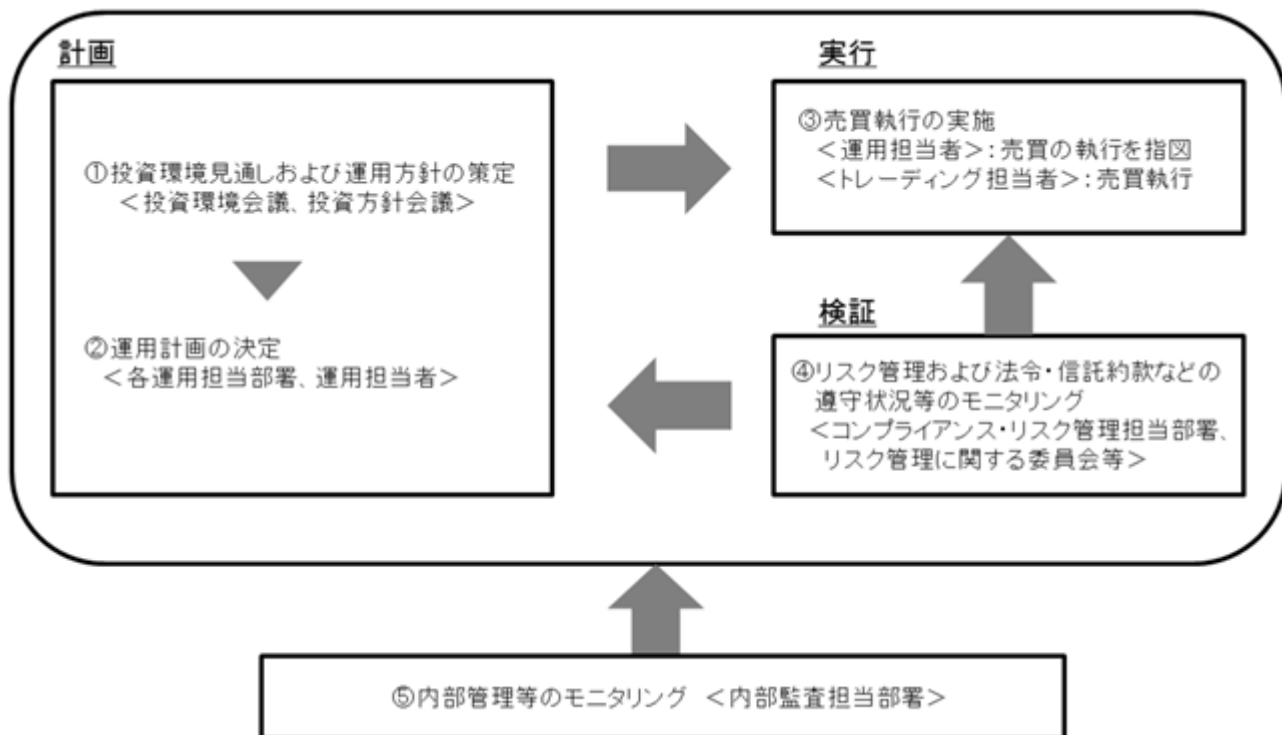 計画
①投資環境見通しおよび運用方針の策定
＜投資環境会議、投資方針会議＞
②運用計画の決定
＜各運用担当部署、運用担当者＞
実行
③売買執行の実施
＜運用担当者＞：売買の執行を指図
＜トレーディング担当者＞：売買執行
検証
④リスク管理および法令・信託約款などの
遵守状況等のモニタリング
＜コンプライアンス・リスク管理担当部署、
リスク管理に関する委員会等＞
⑤内部管理等のモニタリング ＜内部監査担当部署＞